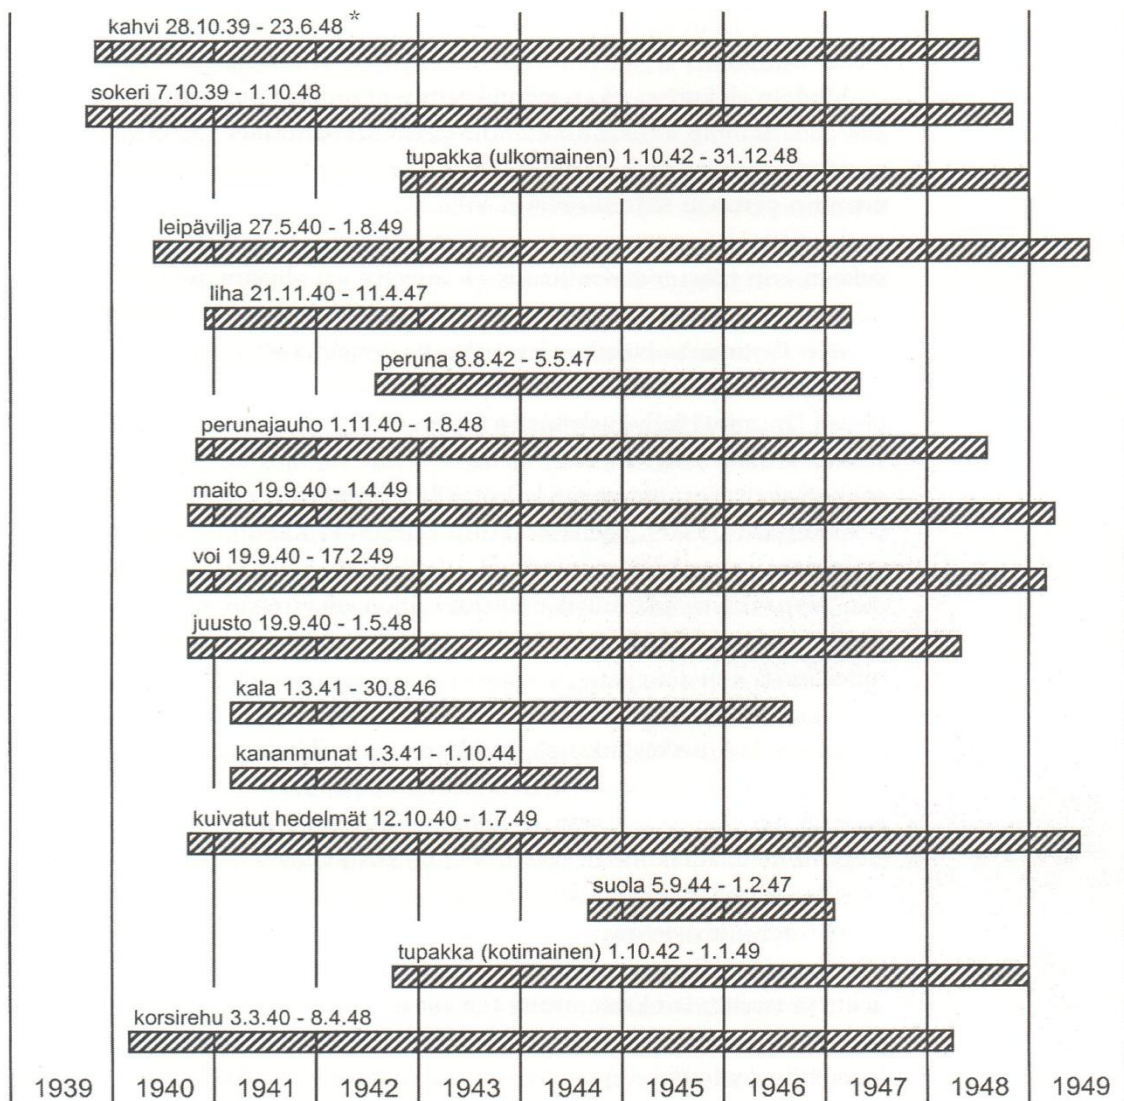 kahvi 28.10.39 - 23.6.48 *
sokeri 7.10.39 - 1.10.48
tupakka (ulkomainen) 1.10.42 - 31.12.48
leipävilja 27.5.40 - 1.8.49
liha 21.11.40 - 11.4.47
peruna 8.8.42 - 5.5.47
perunajauho 1.11.40 - 1.8.48
maito 19.9.40 - 1.4.49
voi 19.9.40 - 17.2.49
juusto 19.9.40 - 1.5.48
kala 1.3.41 - 30.8.46
kananmunat 1.3.41 - 1.10.44
kuivatut hedelmät 12.10.40 - 1.7.49
suola 5.9.44 - 1.2.47
tupakka (kotimainen) 1.10.42 - 1.1.49
korsirehu 3.3.40 - 8.4.48
1939 1940 1941 1942 1943 1944 1945 1946 1947 1948 1949